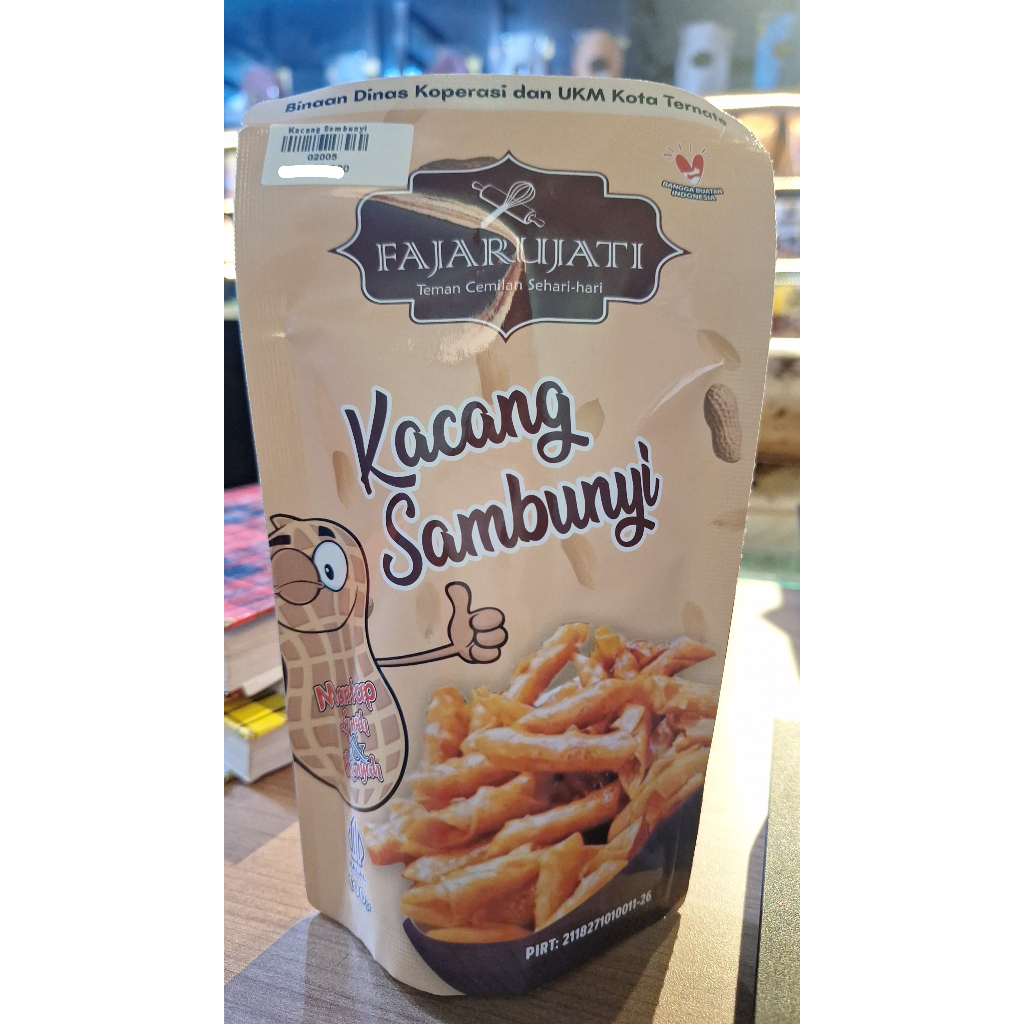 Binaan Dinas Koperasi dan UKM Kota Ternate
Kacang Sembunyi
02005
BANGGA BUATAN
INDONESIA
FAJARUJATI
Teman Cemilan Sehari-hari
Kacang
Sambunyi
Mantap
&
PIRT: 2118271010011-26